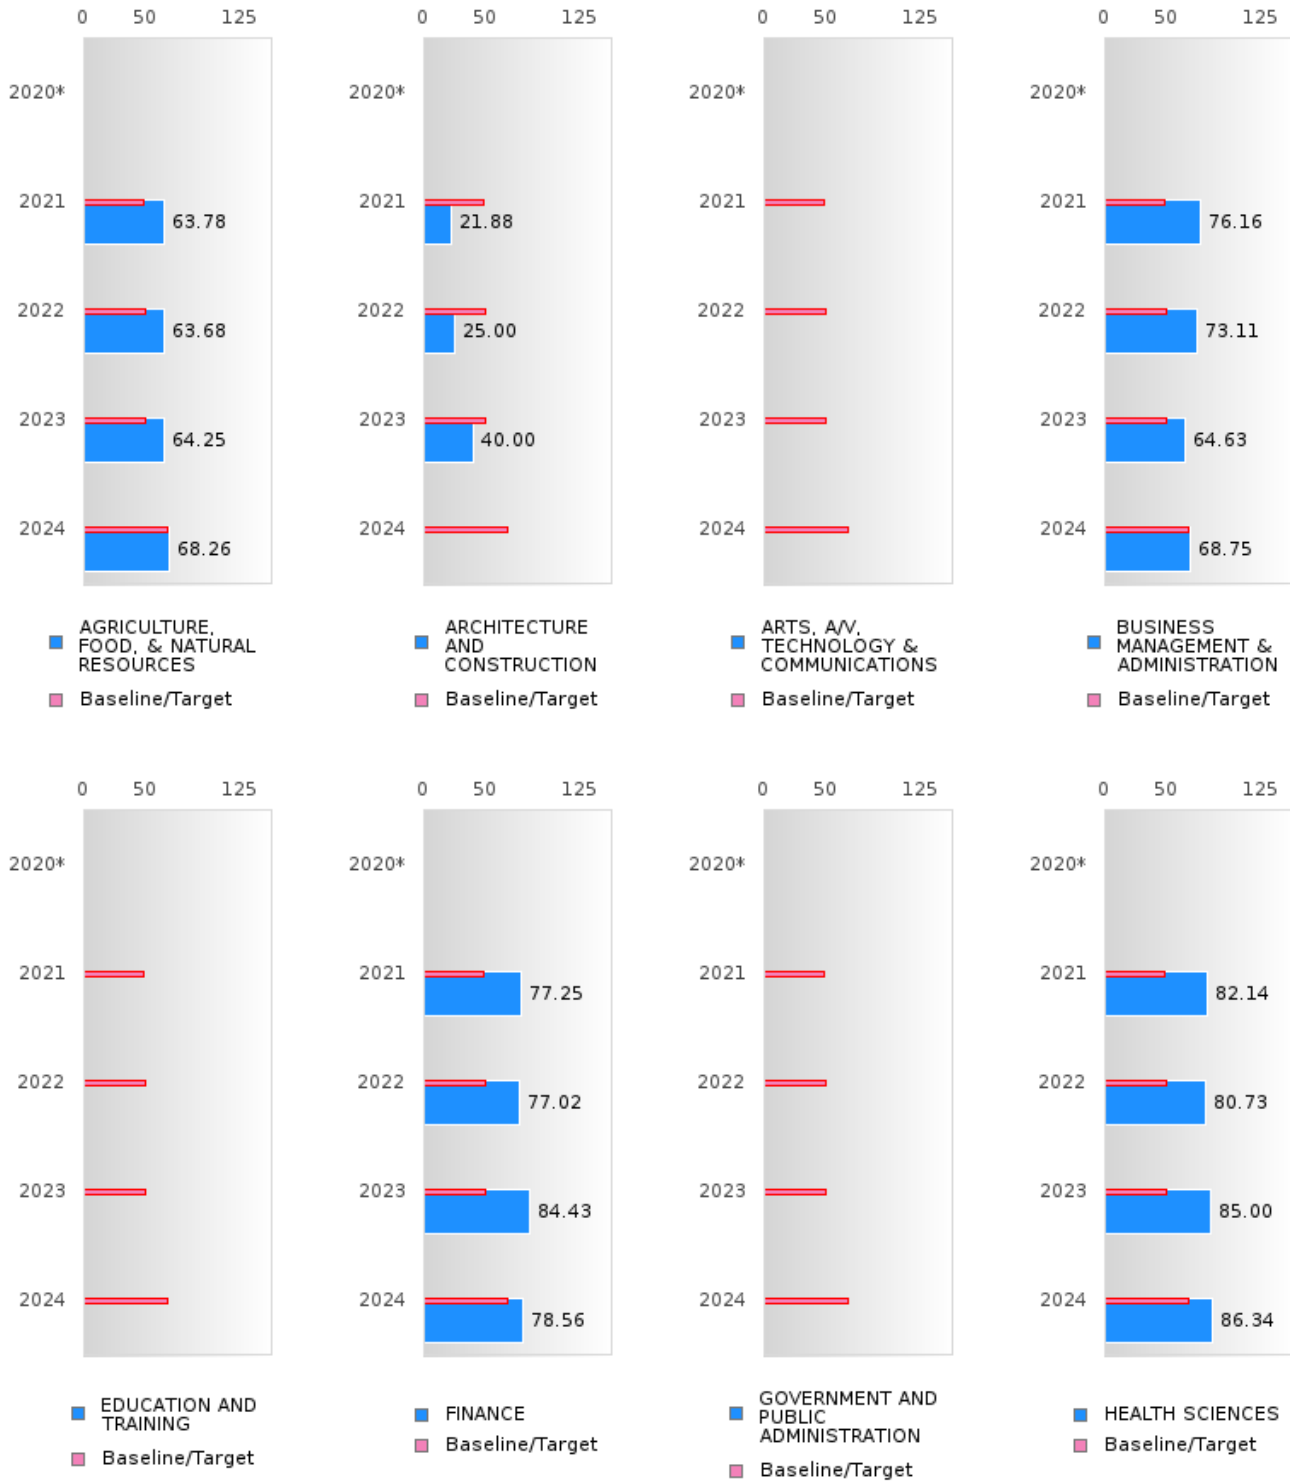 0 50 125 0 50 125 0 50 125 0 50 125
2020* 2020* 2020* 2020*
2021 63.78 2021 21.88 2021 2021 76.16
2022 63.68 2022 25.00 2022 2022 73.11
2023 64.25 2023 40.00 2023 2023 64.63
2024 68.26 2024 2024 2024 68.75
AGRICULTURE,
FOOD, & NATURAL
RESOURCES
Baseline/Target
ARCHITECTURE
AND
CONSTRUCTION
Baseline/Target
ARTS, A/V,
TECHNOLOGY &
COMMUNICATIONS
Baseline/Target
BUSINESS
MANAGEMENT &
ADMINISTRATION
Baseline/Target
0 50 125 0 50 125 0 50 125 0 50 125
2020* 2020* 2020* 2020*
2021 2021 77.25 2021 2021 82.14
2022 2022 77.02 2022 2022 80.73
2023 2023 84.43 2023 2023 85.00
2024 2024 78.56 2024 2024 86.34
EDUCATION AND
TRAINING
Baseline/Target
FINANCE
Baseline/Target
GOVERNMENT AND
PUBLIC
ADMINISTRATION
Baseline/Target
HEALTH SCIENCES
Baseline/Target